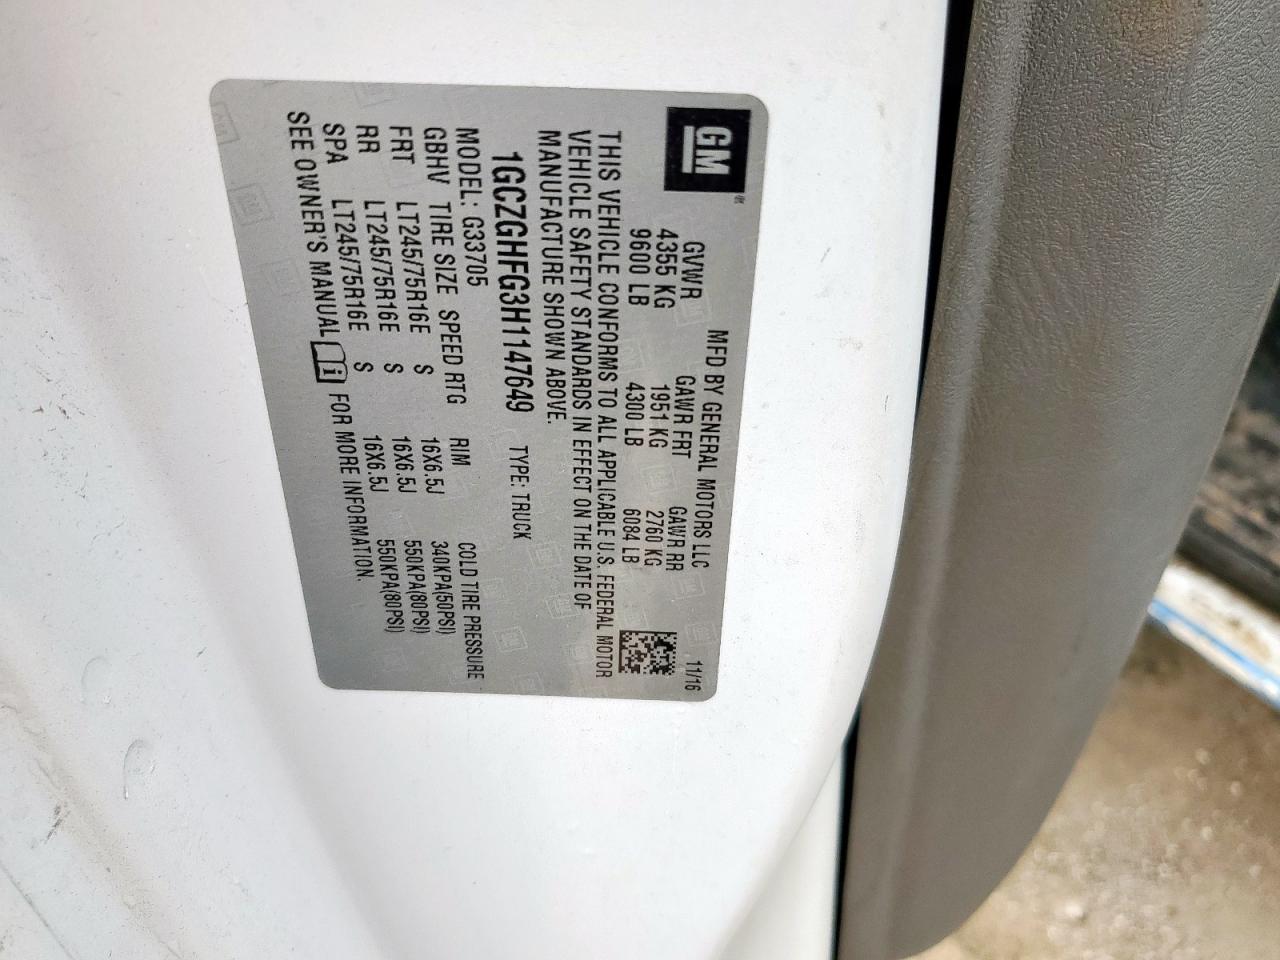 GM
MFD BY GENERAL MOTORS LLC 11/16
GVWR GAWR FRT GAWR RR
4355 KG 1951 KG 2760 KG
9600 LB 4300 LB 6084 LB
THIS VEHICLE CONFORMS TO ALL APPLICABLE U.S. FEDERAL MOTOR
VEHICLE SAFETY STANDARDS IN EFFECT ON THE DATE OF
MANUFACTURE SHOWN ABOVE.
1GCZGHFG3H1147649 TYPE: TRUCK
MODEL: G33705
GBHV TIRE SIZE SPEED RTG RIM COLD TIRE PRESSURE
FRT LT245/75R16E S 16X6.5J 340KPA(50PSI)
RR LT245/75R16E S 16X6.5J 550KPA(80PSI)
SPA LT245/75R16E S 16X6.5J 550KPA(80PSI)
SEE OWNER'S MANUAL FOR MORE INFORMATION.